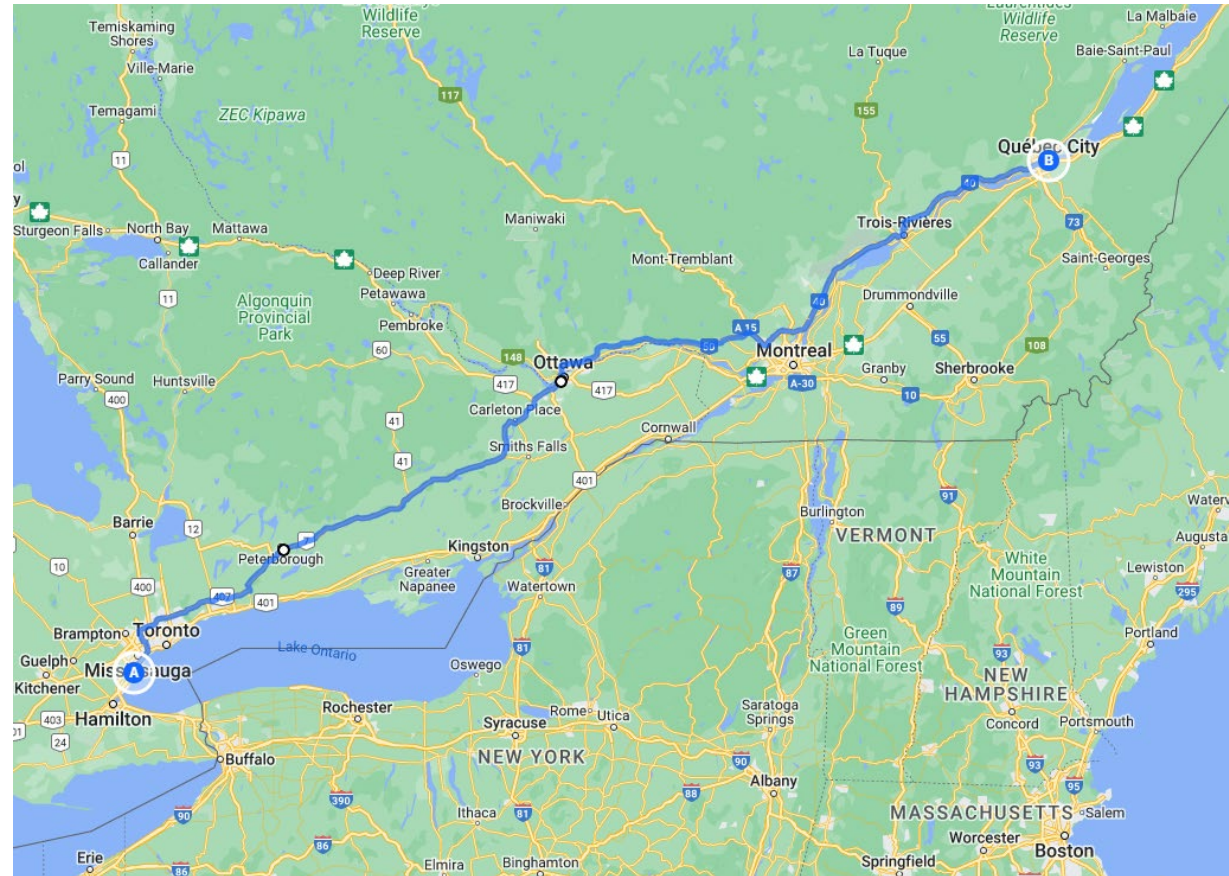 Wildlife
Reserve
Laurentides
Wildlife
Reserve
La Malbaie
Temiskaming
Shores
Ville-Marie
La Tuque
Baie-Saint-Paul
117
Temagami
ZEC Kipawa
155
11
Québec City
B
ol
y
Sturgeon Falls
North Bay
Mattawa
Callander
Maniwaki
40
Trois-Rivières
73
Mont-Tremblant
Saint-Georges
Deep River
Petawawa
Pembroke
11
Algonquin
Provincial
Park
40
Drummondville
60
148
Ottawa
417
417
50
A 15
Montreal
55
108
Parry Sound
400
Huntsville
Carleton Place
A-30
Granby
Sherbrooke
10
41
41
Smiths Falls
Cornwall
401
Brockville
91
Barrie
12
7
Peterborough
Kingston
Burlington
VERMONT
Waterv
Augusta
10
400
407
401
Greater
Napanee
81
Watertown
87
White
Mountain
National Forest
Lewiston
295
89
Brampton
Toronto
Lake Ontario
Green
Mountain
National Forest
Portland
Guelph
Mississauga
A
Kitchener
Oswego
81
93
NEW
HAMPSHIRE
Hamilton
403
01
24
Rochester
Syracuse
Rome
Utica
Saratoga
Springs
Concord
Portsmouth
Buffalo
NEW YORK
90
Albany
93
95
90
390
Ithaca
81
88
MASSACHUSETTS
Salem
86
86
Worcester
Boston
Erie
Elmira
Binghamton
Springfield